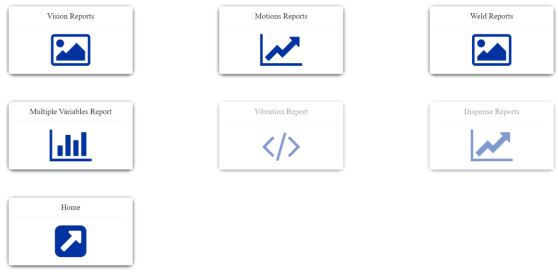 Vision Reports
Motions Reports
Weld Reports
Multiple Variables Report
Vibration Report
Dispense Reports
Home